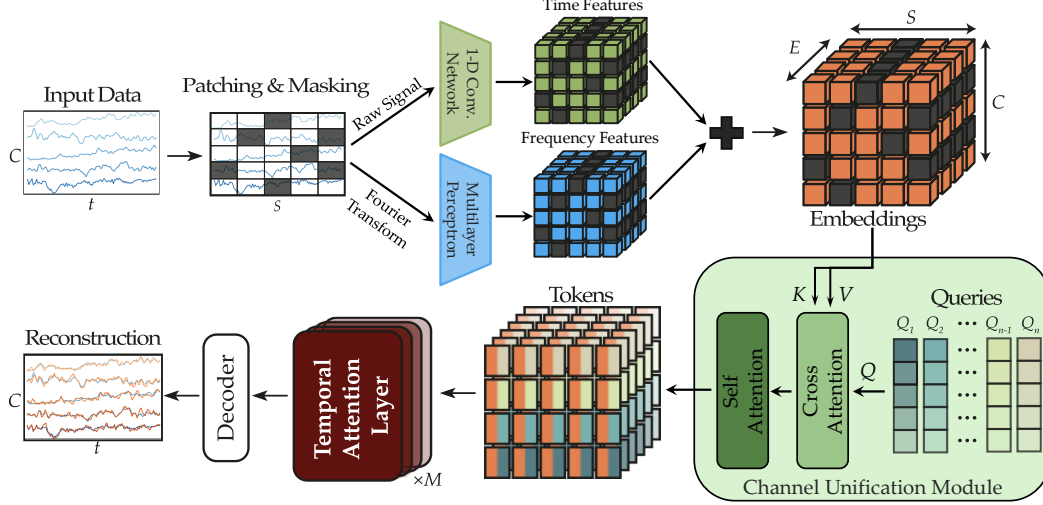 Time Features
Input Data
C
t
Patching & Masking
S
Raw Signal
Fourier
Transform
1-D Conv.
Network
Frequency Features
Multilayer
Perceptron
E
S
C
Embeddings
K
V
Queries
Q1
Q2
...
Qn-1
Qn
...
...
...
...
Q
Cross
Attention
Self
Attention
Channel Unification Module
Tokens
Temporal
Attention
Layer
×M
Decoder
Reconstruction
C
t